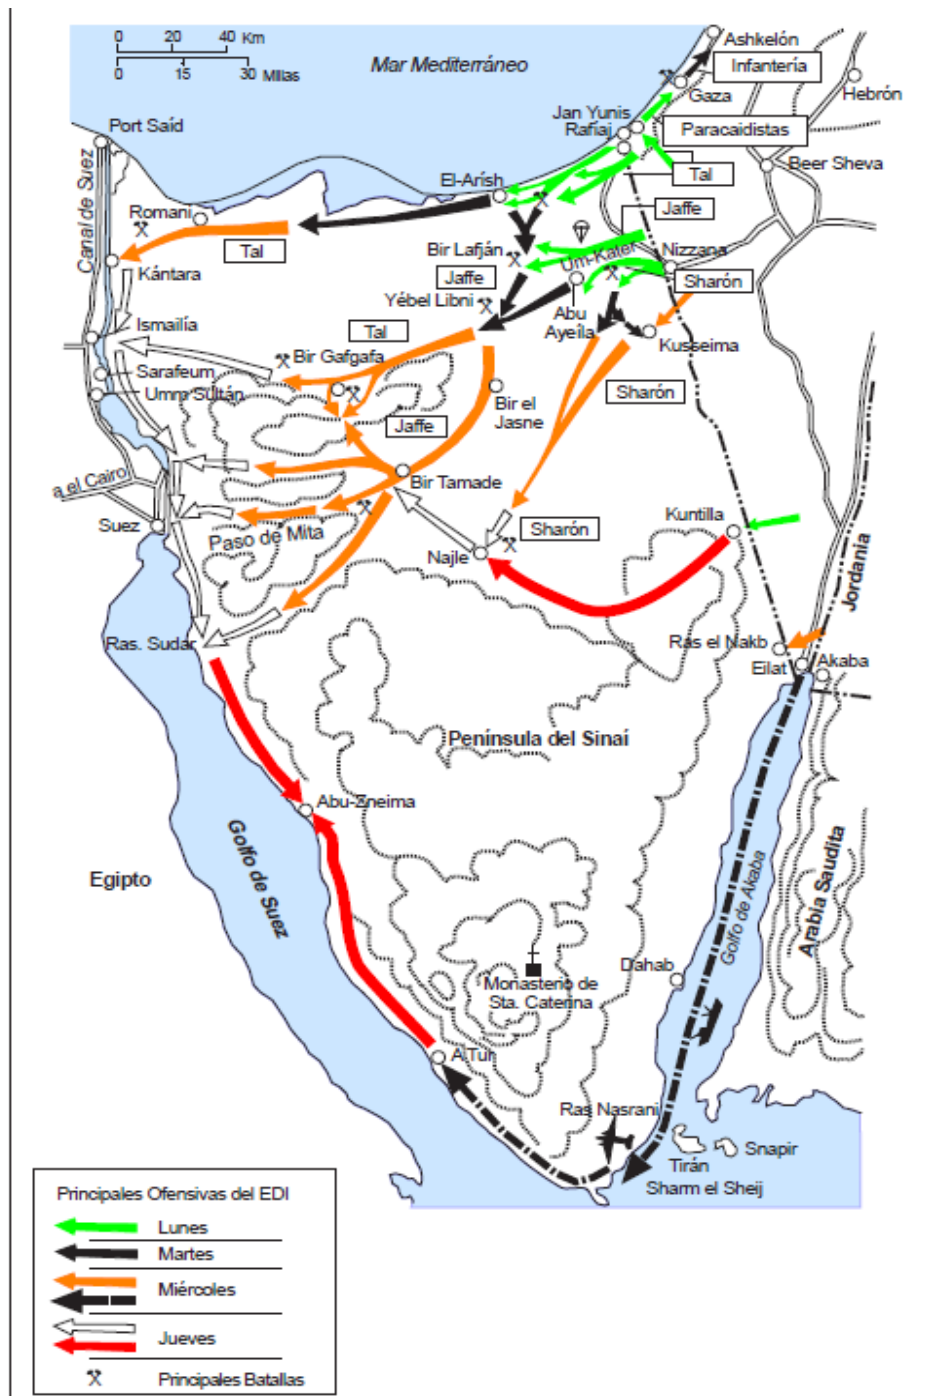 0 20 40 Km
0 15 30 Millas
Mar Mediterráneo
Ashkelón
Infantería
Gaza
Hebrón
Jan Yunis
Rafiaj
Paracaidistas
Port Saíd
Beer Sheva
Tal
El-Arísh
Canal de Suez
Romani
Jaffe
Tal
Bir Lafján
Um-Katef
Nizzana
Kántara
Jaffe
Sharón
Yébel Libni
Abu
Ayeíla
Ismailía
Tal
Kusseima
Bir Gafgafa
Sarafeum
Umm Sultán
Bir el
Jasne
Sharón
Jaffe
a el Cairo
Bir Tamade
Suez
Paso de Mita
Kuntilla
Sharón
Najle
Jordania
Ras. Sudar
Ras el Nakb
Eilat
Akaba
Península del Sinaí
Abu-Zneima
Golfo de Suez
Egipto
Golfo de Akaba
Arabia Saudita
Dahab
Monasterio de
Sta. Caterina
A Tur
Ras Nasrani
Snapir
Tirán
Sharm el Sheij
Principales Ofensivas del EDI
Lunes
Martes
Miércoles
Jueves
Principales Batallas